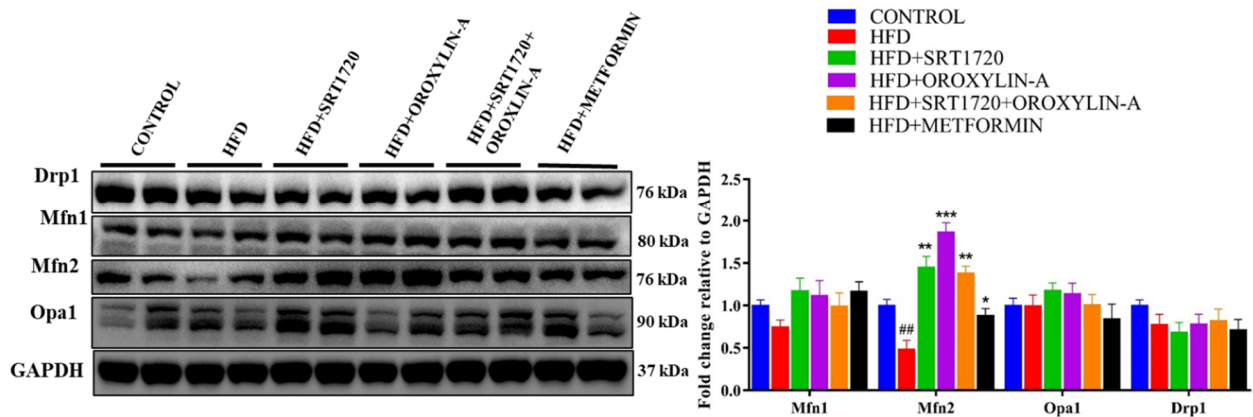 CONTROL
HFD
HFD+SRT1720
HFD+OROXYLIN-A
HFD+SRT1720+
OROXLIN-A
HFD+METFORMIN
Drp1
76 kDa
Mfn1
80 kDa
Mfn2
76 kDa
Opa1
90 kDa
GAPDH
37 kDa
CONTROL
HFD
HFD+SRT1720
HFD+OROXYLIN-A
HFD+SRT1720+OROXYLIN-A
HFD+METFORMIN
Fold change relative to GAPDH
2.5
2.0
1.5
1.0
0.5
0.0
##
**
***
**
*
Mfn1
Mfn2
Opa1
Drp1